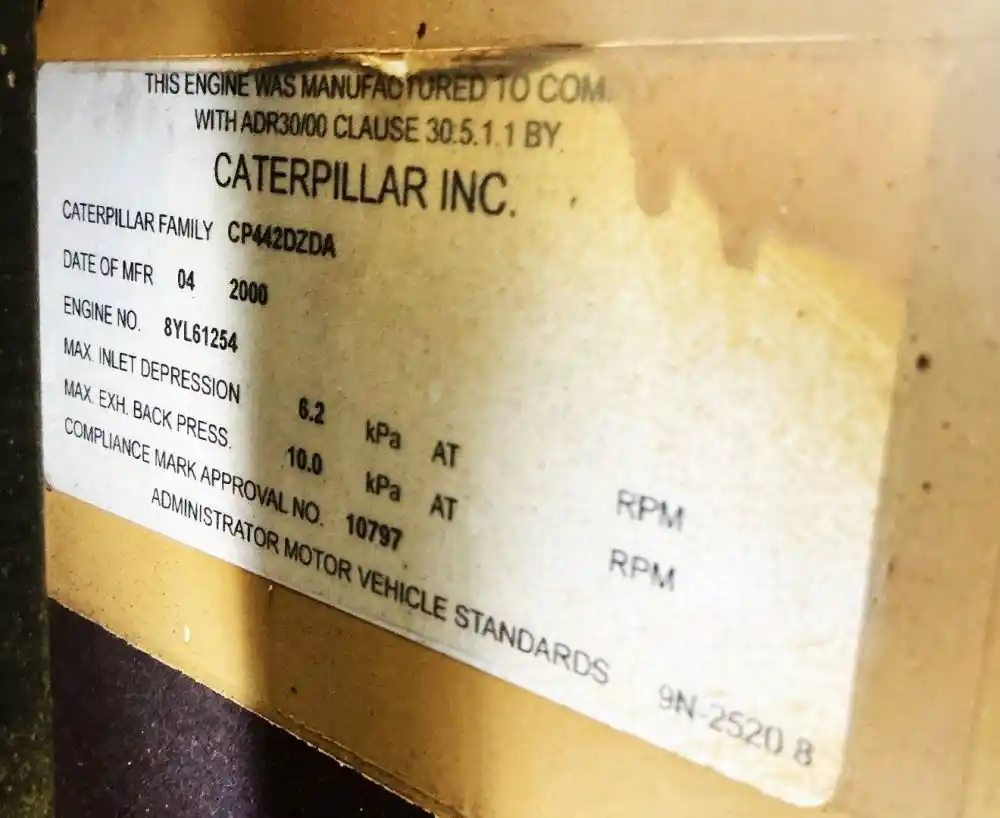 THIS ENGINE WAS MANUFACTURED TO COM
WITH ADR30/00 CLAUSE 30:5.1.1 BY
CATERPILLAR INC.
CATERPILLAR FAMILY CP442DZDA
DATE OF MFR 04 2000
ENGINE NO. 8YL61254
MAX. INLET DEPRESSION 6.2 kPa AT RPM
MAX. EXH. BACK PRESS. 10.0 kPa AT RPM
COMPLIANCE MARK APPROVAL NO. 10797
ADMINISTRATOR MOTOR VEHICLE STANDARDS
9N-2520 8